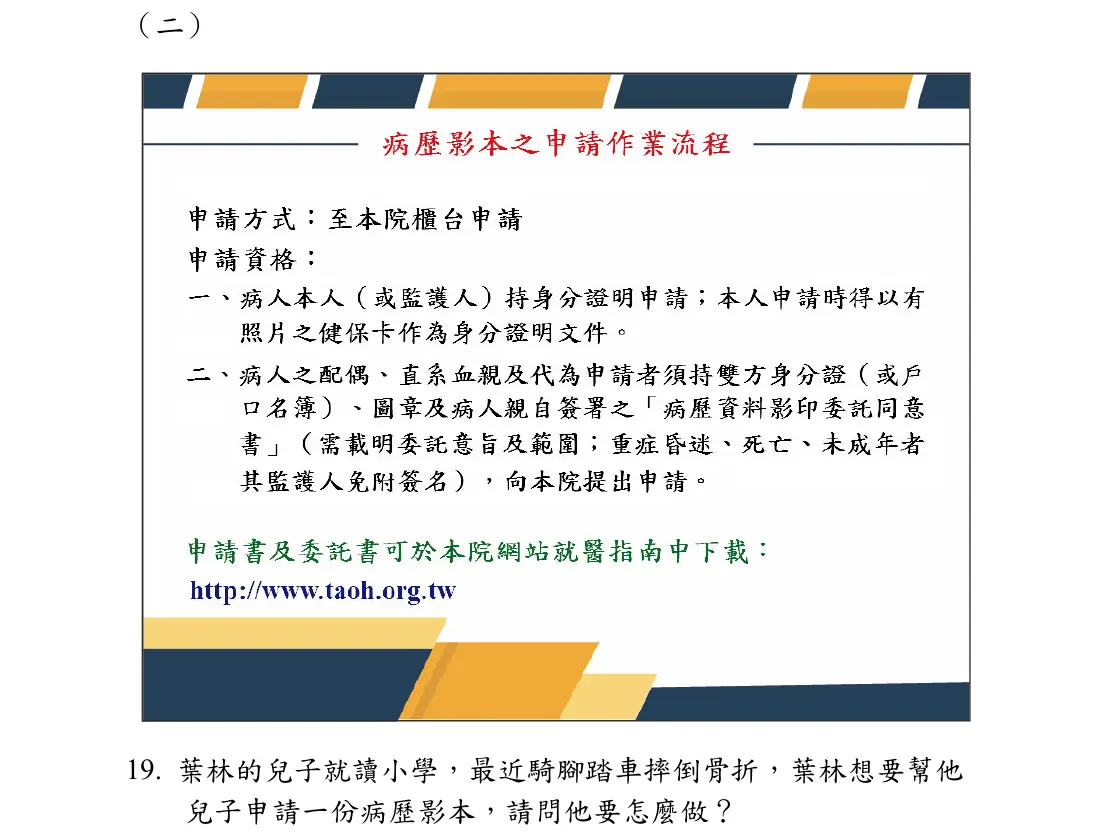 （二）
病歷影本之申請作業流程
申請方式：至本院櫃台申請
申請資格：
一、病人本人（或監護人）持身分證明申請；本人申請時得以有
照片之健保卡作為身分證明文件。
二、病人之配偶、直系血親及代為申請者須持雙方身分證（或戶
口名簿）、圖章及病人親自簽署之「病歷資料影印委託同意
書」（需載明委託意旨及範圍；重症昏迷、死亡、未成年者
其監護人免附簽名），向本院提出申請。
申請書及委託書可於本院網站就醫指南中下載：
http://www.taoh.org.tw
19. 葉林的兒子就讀小學，最近騎腳踏車摔倒骨折，葉林想要幫他
兒子申請一份病歷影本，請問他要怎麼做？